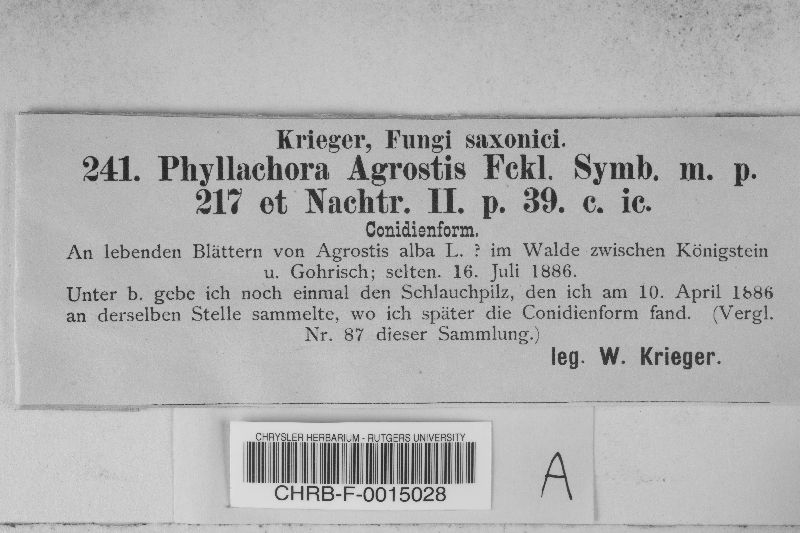 Krieger, Fungi saxonici.
241. Phyllachora Agrostis Fckl. Symb. m. p.
217 et Nachtr. II. p. 39. c. ic.
Conidienform.
An lebenden Blättern von Agrostis alba L. ? im Walde zwischen Königstein
u. Gohrisch; selten. 16. Juli 1886.
Unter b. gebe ich noch einmal den Schlauchpilz, den ich am 10. April 1886
an derselben Stelle sammelte, wo ich später die Conidienform fand. (Vergl.
Nr. 87 dieser Sammlung.)
leg. W. Krieger.
CHRYSLER HERBARIUM - RUTGERS UNIVERSITY
CHRB-F-0015028
A